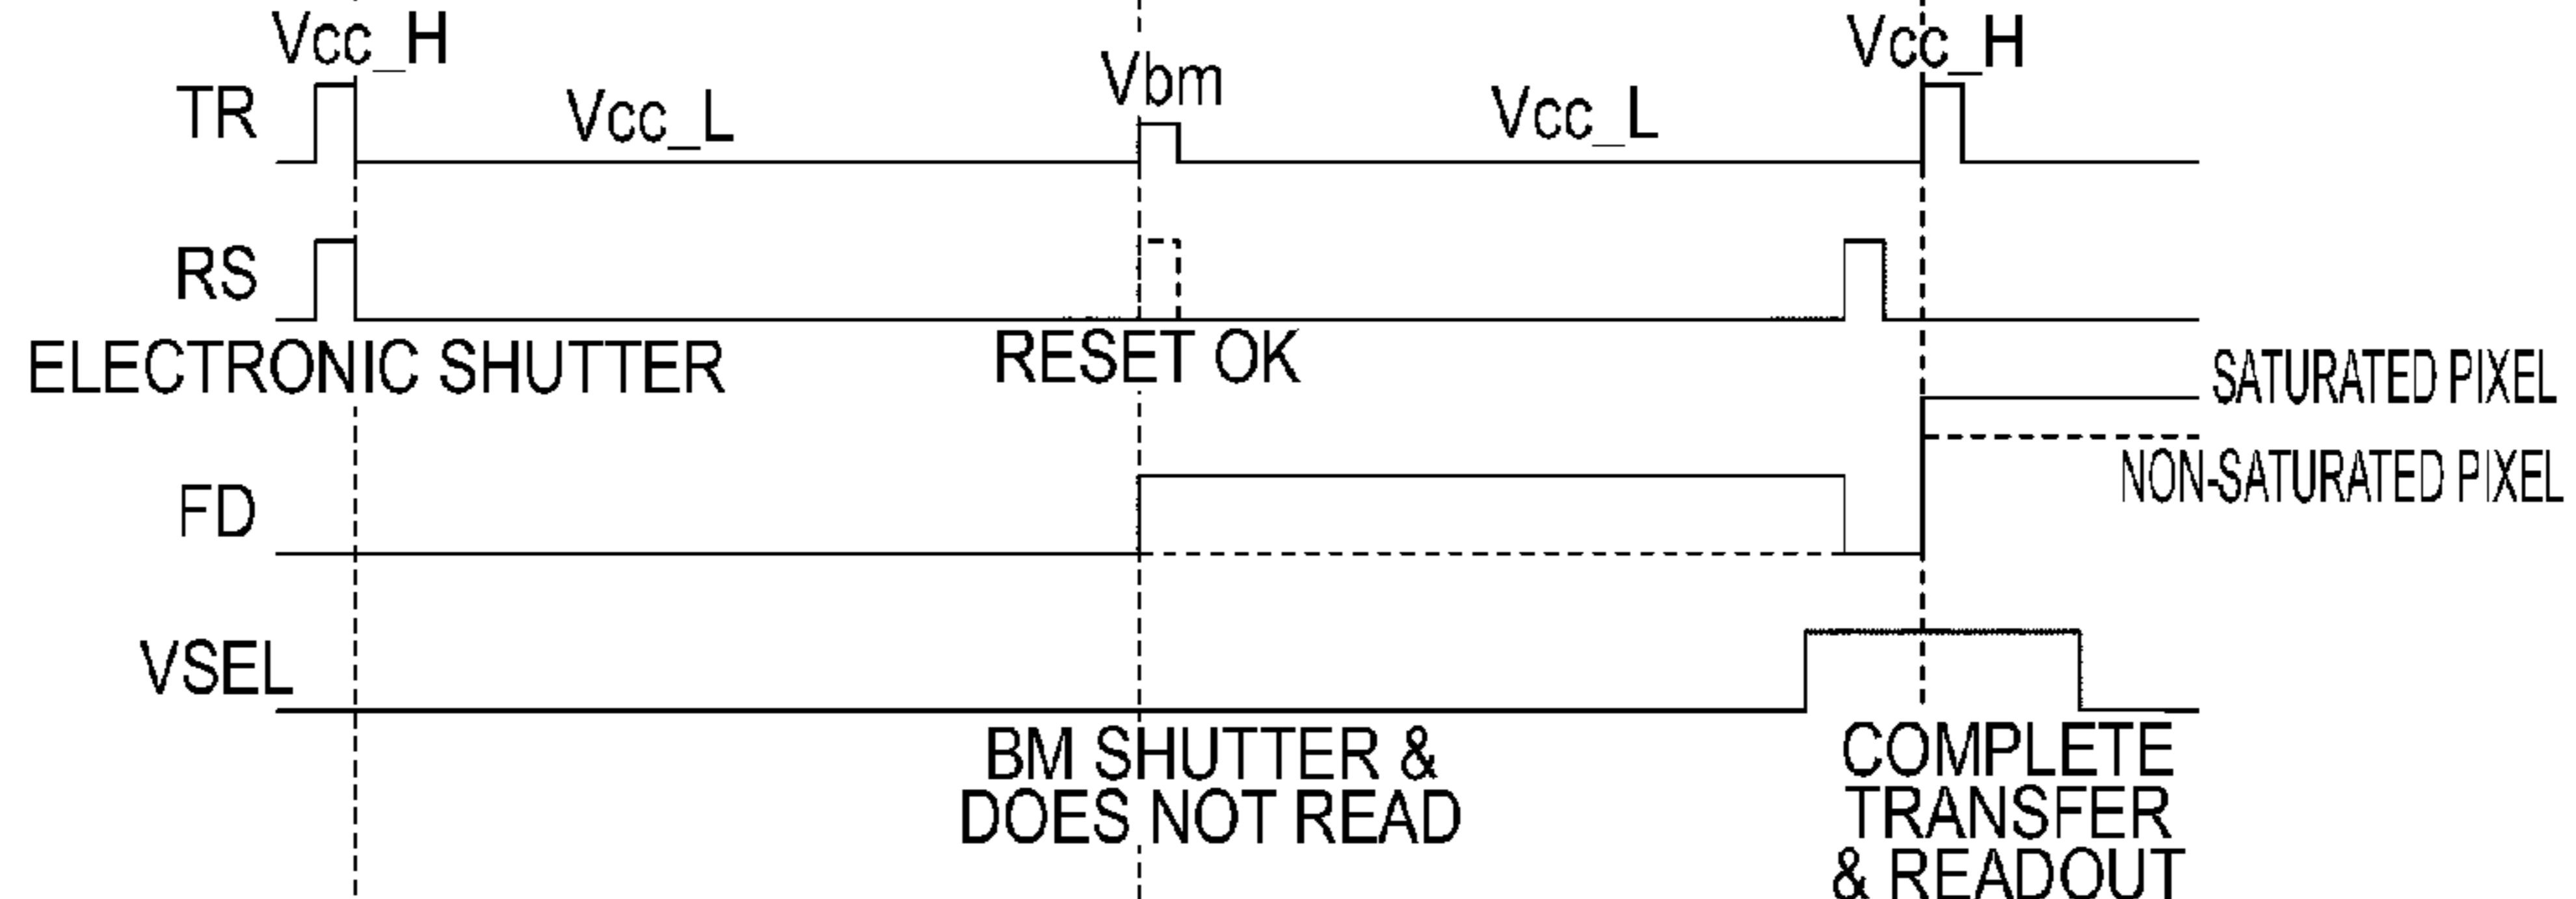 Vcc_H
Vbm
Vcc_H
TR
Vcc_L
Vcc_L
RS
ELECTRONIC SHUTTER
RESET OK
SATURATED PIXEL
NON-SATURATED PIXEL
FD
VSEL
BM SHUTTER &
DOES NOT READ
COMPLETE
TRANSFER
& READOUT